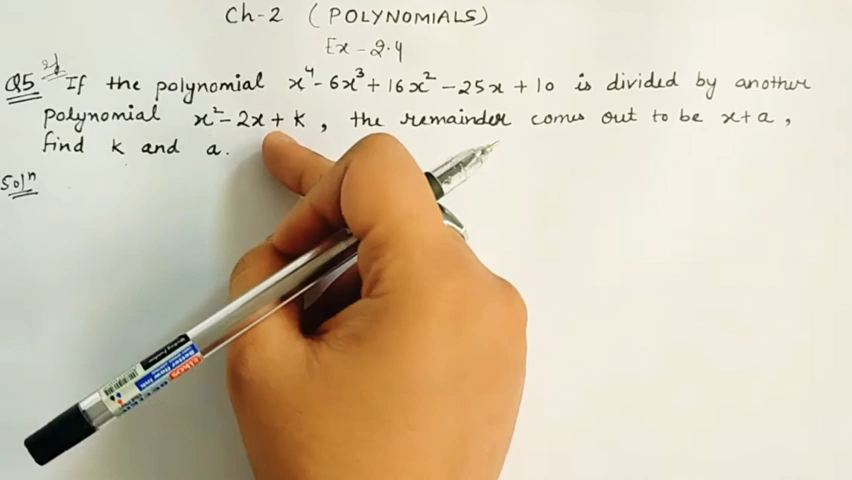 Ch-2 (POLYNOMIALS)
Ex-2.4
Q5 If the polynomial x⁴ - 6x³ + 16x² - 25x + 10 is divided by another
polynomial x² - 2x + k, the remainder comes out to be x + a,
find k and a.
Solⁿ
cikos